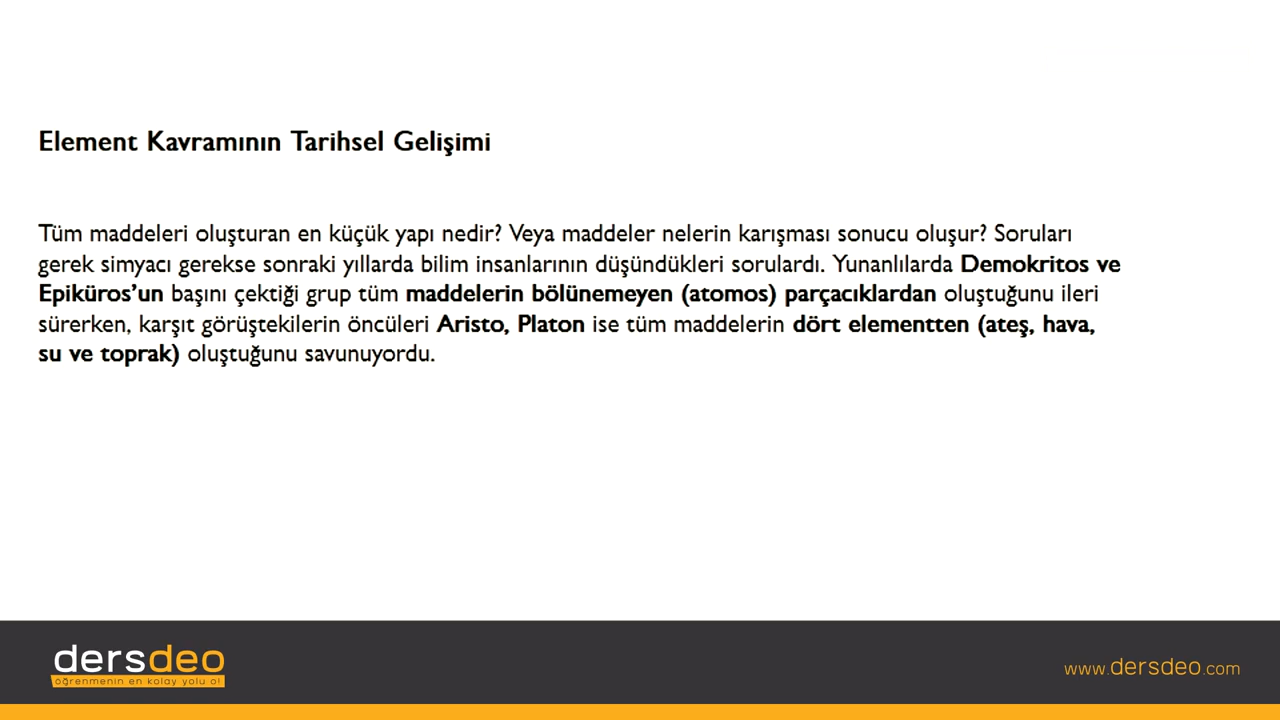 Element Kavramının Tarihsel Gelişimi
Tüm maddeleri oluşturan en küçük yapı nedir? Veya maddeler nelerin karışması sonucu oluşur? Soruları
gerek simyacı gerekse sonraki yıllarda bilim insanlarının düşündükleri sorulardı. Yunanlılarda Demokritos ve
Epiküros’un başını çektiği grup tüm maddelerin bölünemeyen (atomos) parçacıklardan oluştuğunu ileri
sürerken, karşıt görüştekilerin öncüleri Aristo, Platon ise tüm maddelerin dört elementten (ateş, hava,
su ve toprak) oluştuğunu savunuyordu.
dersdeo
öğrenmenin en kolay yolu o!
www.dersdeo.com